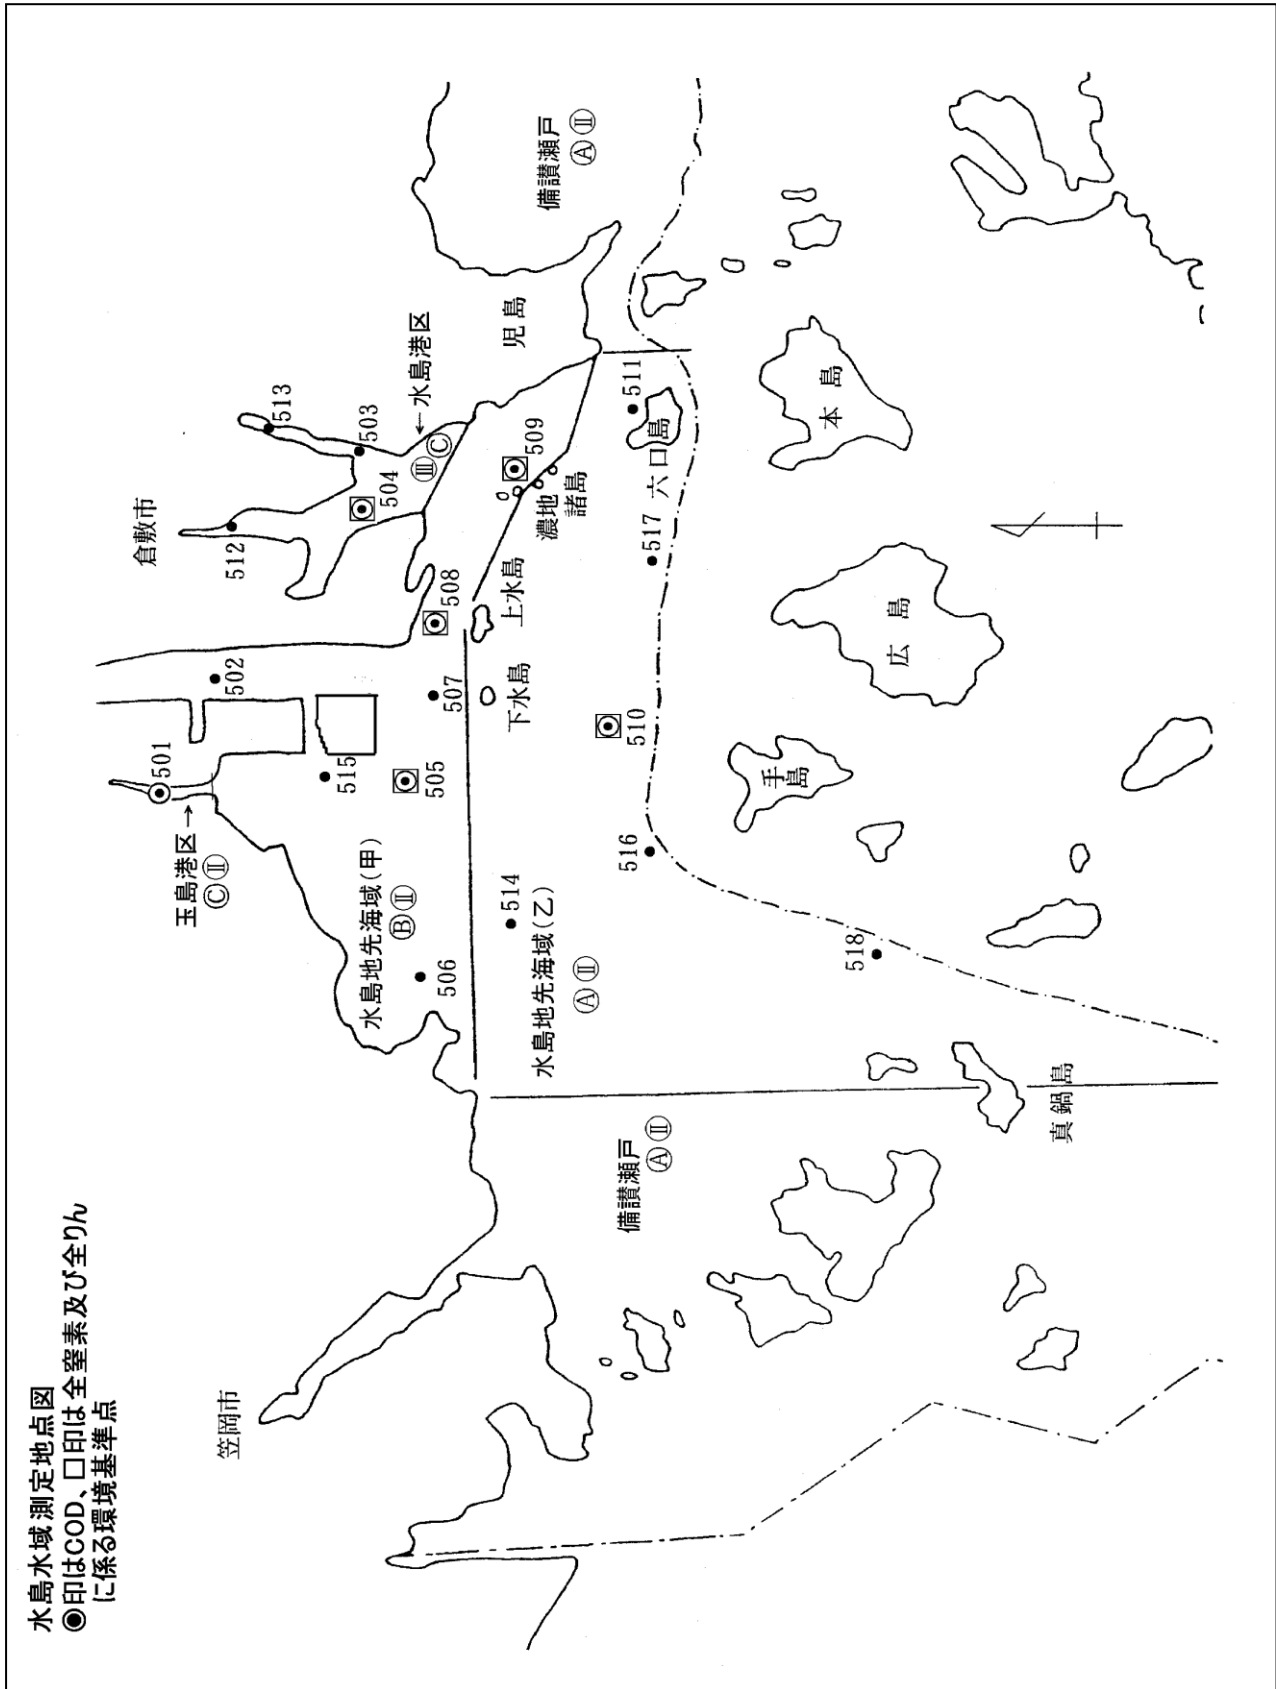 水島水域測定地点図
◉印はCOD、□印は全窒素及び全りん
に係る環境基準点
笠岡市
倉敷市
児島
水島港区
Ⓒ
Ⅲ
玉島港区
Ⓒ Ⅱ
水島地先海域(甲)
Ⓑ Ⅱ
水島地先海域(乙)
Ⓐ Ⅱ
備讃瀬戸
Ⓐ Ⅱ
備讃瀬戸
Ⓐ Ⅱ
上水島
下水島
濃地
諸島
六口島
本島
広島
手島
真鍋島
501
502
503
504
505
506
507
508
509
510
511
512
513
514
515
516
517
518